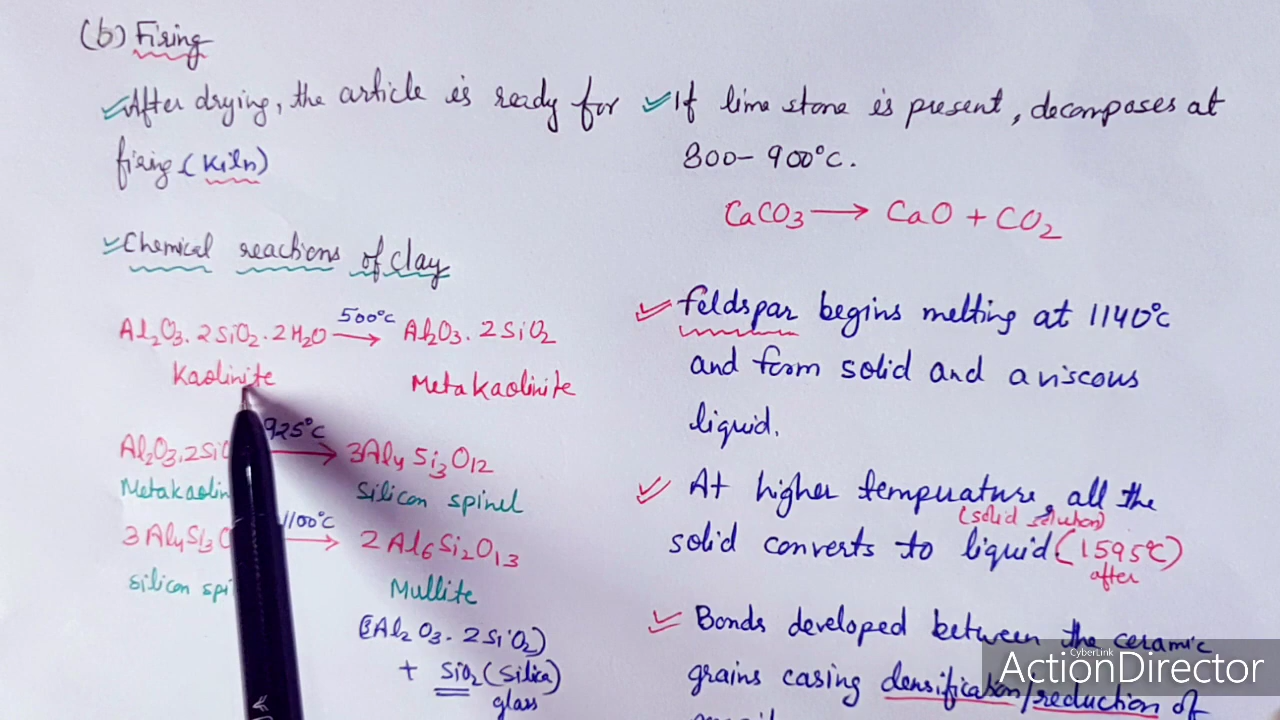 (b) Firing
After drying, the article is ready for
firing (kiln)
Chemical reactions of clay
500°C
Al2O3. 2SiO2. 2H2O → Al2O3. 2SiO2
Kaolinite Metakaolinite
925°C
Al2O3. 2SiO → 3Al4 Si3O12
Metakaolin Silicon spinel
1100°C
3Al4Si3O → 2Al6Si2O13
silicon spi Mullite
(3Al2O3. 2SiO2)
+ SiO2 (Silica)
glass
If lime stone is present, decomposes at
800- 900°C.
CaCO3 → CaO + CO2
feldspar begins melting at 1140°C
and form solid and a viscous
liquid.
At higher temperature, all the
(solid solution)
solid converts to liquid (1595°C)
after
Bonds developed between the ceramic
grains casing densification/reduction of
CyberLink
ActionDirector